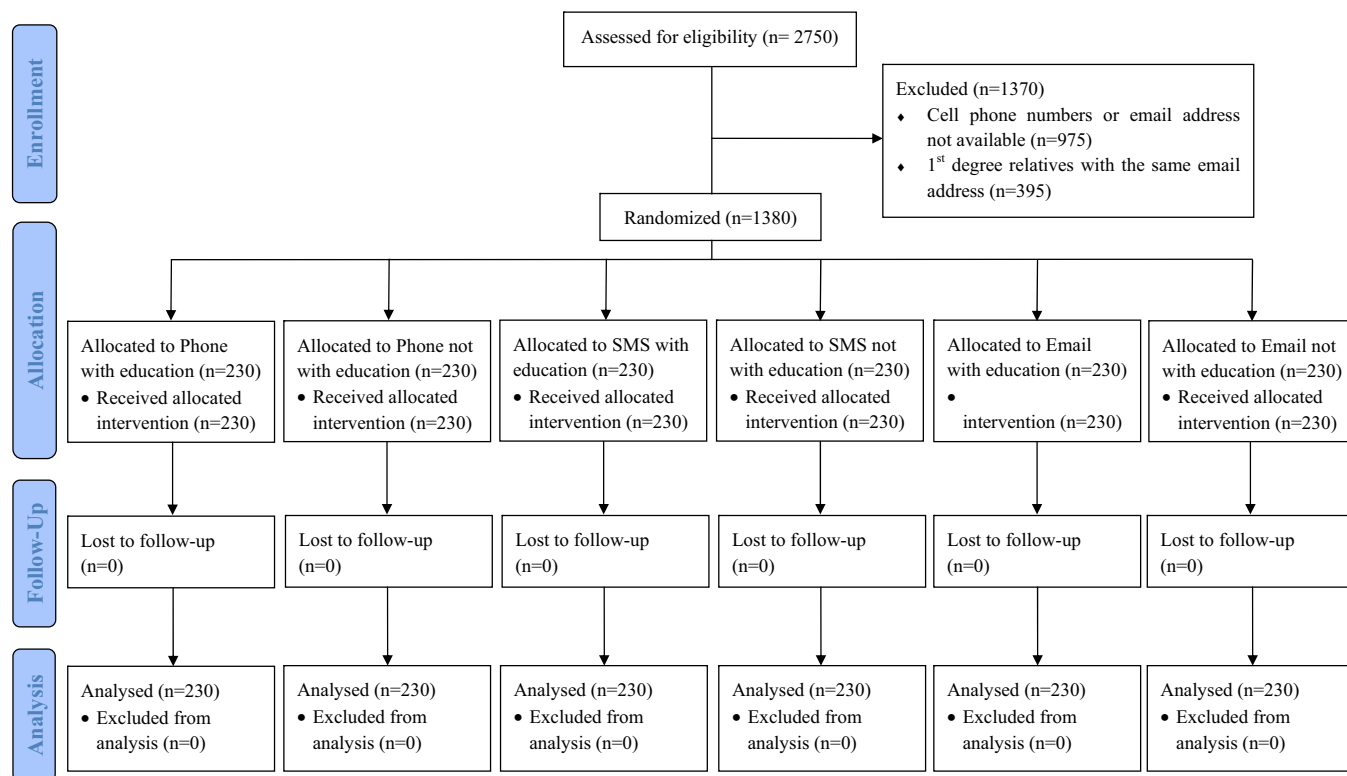 Enrollment
Assessed for eligibility (n= 2750)
Excluded (n=1370)
♦ Cell phone numbers or email address
not available (n=975)
♦ 1st degree relatives with the same email
address (n=395)
Randomized (n=1380)
Allocation
Allocated to Phone
with education (n=230)
• Received allocated
intervention (n=230)
Allocated to Phone not
with education (n=230)
• Received allocated
intervention (n=230)
Allocated to SMS with
education (n=230)
• Received allocated
intervention (n=230)
Allocated to SMS not
with education (n=230)
• Received allocated
intervention (n=230)
Allocated to Email
with education (n=230)
•
intervention (n=230)
Allocated to Email not
with education (n=230)
• Received allocated
intervention (n=230)
Follow-Up
Lost to follow-up
(n=0)
Lost to follow-up
(n=0)
Lost to follow-up
(n=0)
Lost to follow-up
(n=0)
Lost to follow-up
(n=0)
Lost to follow-up
(n=0)
Analysis
Analysed (n=230)
• Excluded from
analysis (n=0)
Analysed (n=230)
• Excluded from
analysis (n=0)
Analysed (n=230)
• Excluded from
analysis (n=0)
Analysed (n=230)
• Excluded from
analysis (n=0)
Analysed (n=230)
• Excluded from
analysis (n=0)
Analysed (n=230)
• Excluded from
analysis (n=0)